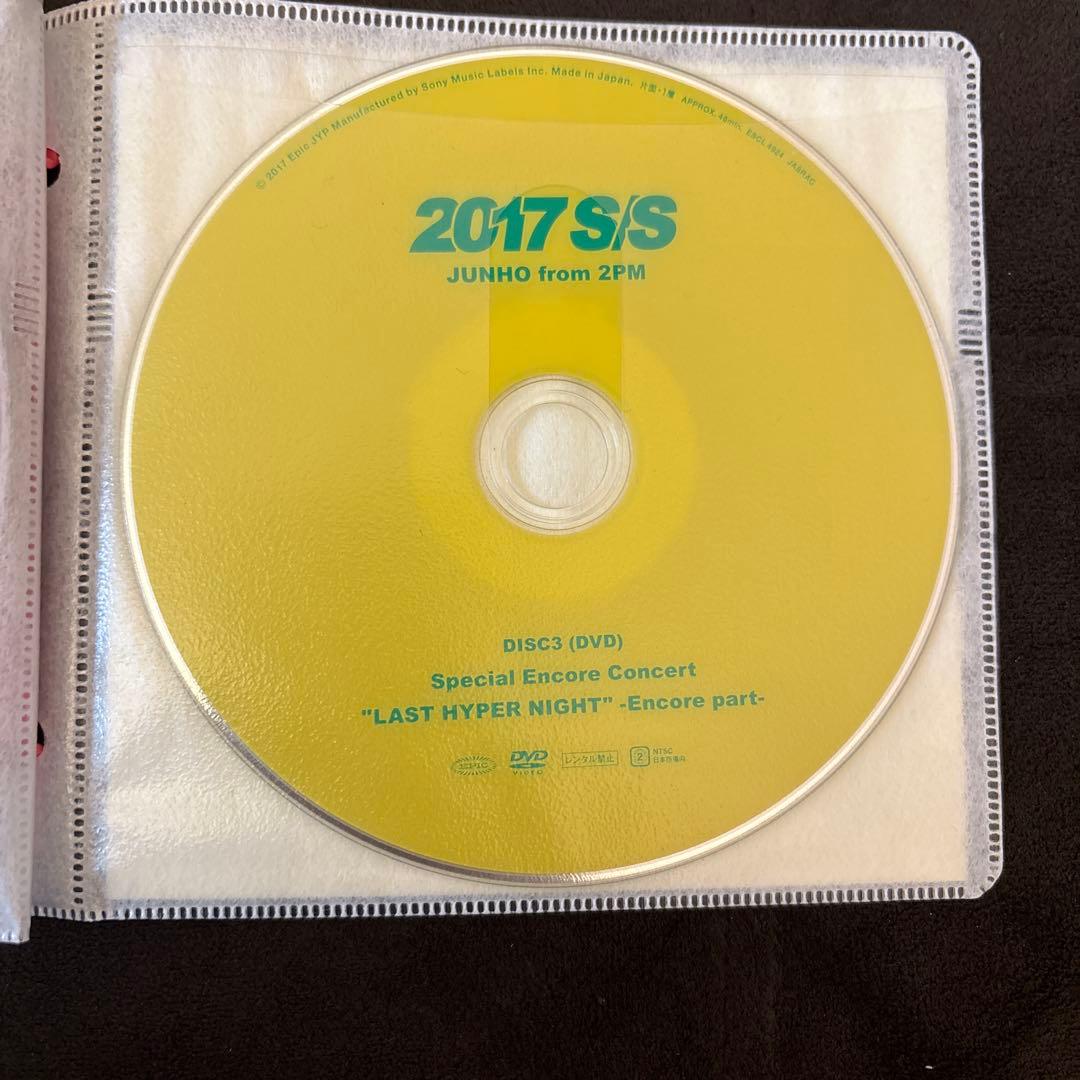 © 2017 Epic JYP Manufactured by Sony Music Labels Inc. Made in Japan. 片面・1層 APPROX. 46min. ESCL 4924 JASRAC
2017 S/S
JUNHO from 2PM
DISC3 (DVD)
Special Encore Concert
"LAST HYPER NIGHT" -Encore part-
EPIC
DVD
VIDEO
レンタル禁止
2
NTSC
日本市場向